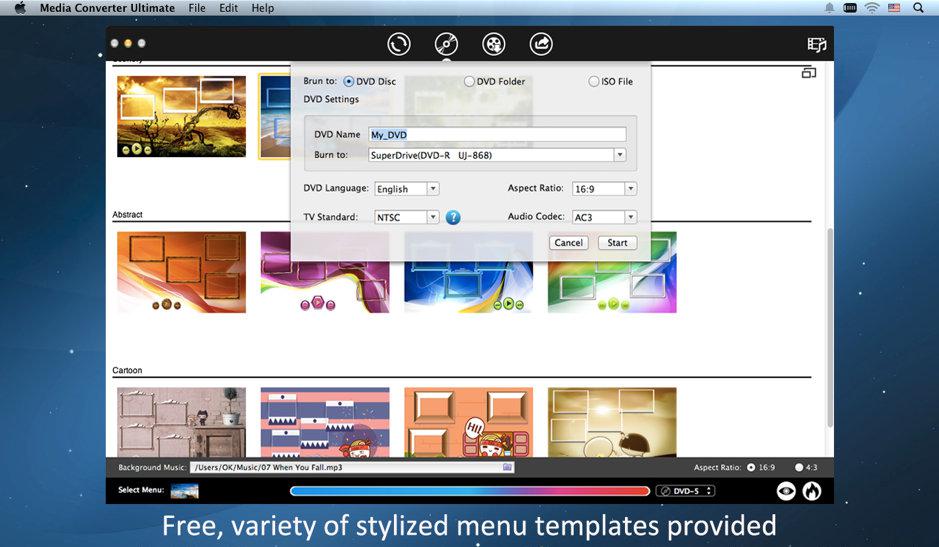 Media Converter Ultimate File Edit Help
Brun to: DVD Disc DVD Folder ISO File
DVD Settings
DVD Name My_DVD
Burn to: SuperDrive(DVD-R UJ-868)
DVD Language: English Aspect Ratio: 16:9
TV Standard: NTSC ? Audio Codec: AC3
Cancel Start
Abstract
Cartoon
HI!
Background Music: /Users/OK/Music/07 When You Fall.mp3 Aspect Ratio: 16:9 4:3
Select Menu: DVD-5
Free, variety of stylized menu templates provided